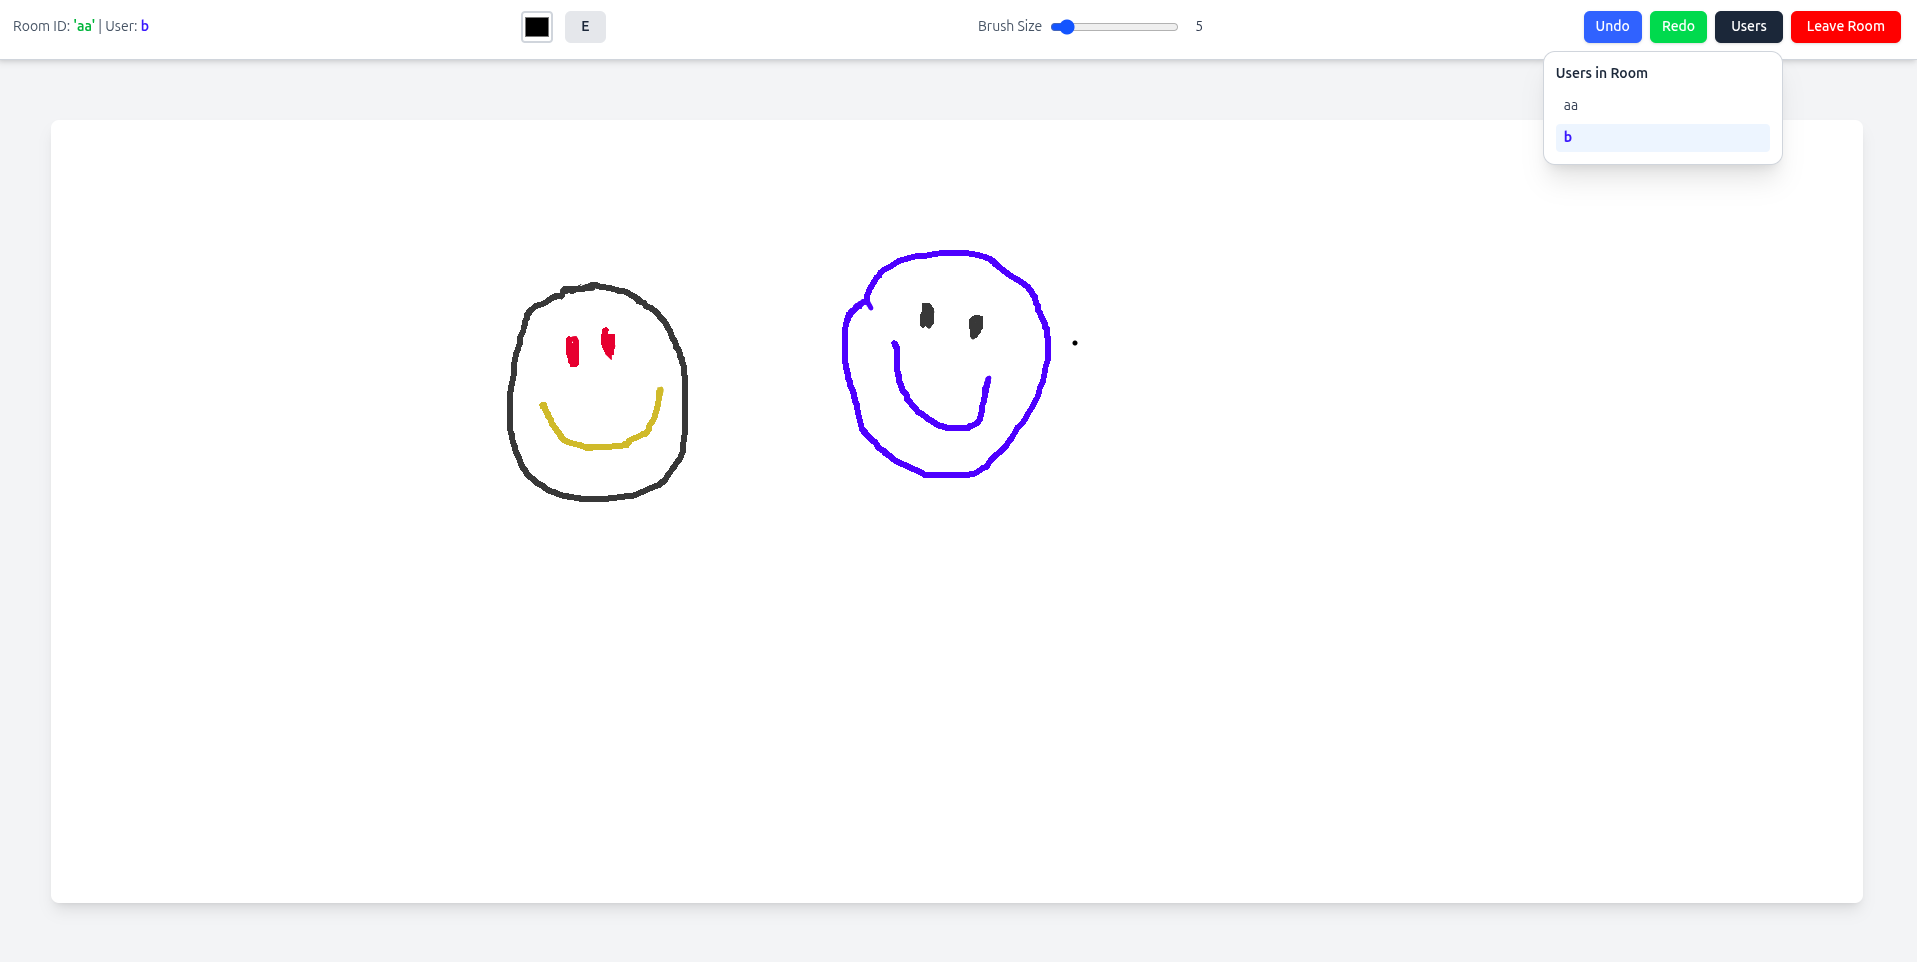 Room ID: 'aa' | User: b
E
Brush Size 5
Undo
Redo
Users
Leave Room
Users in Room
aa
b